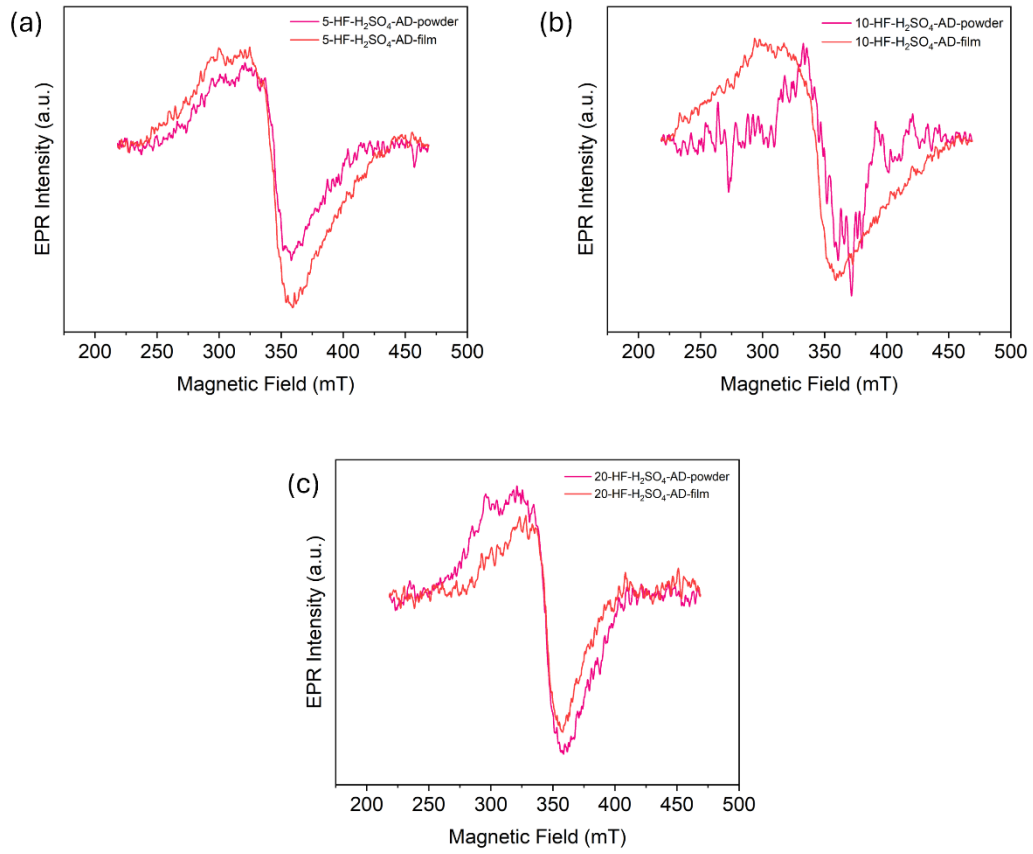 (a)
5-HF-H₂SO₄-AD-powder
5-HF-H₂SO₄-AD-film
EPR Intensity (a.u.)
200 250 300 350 400 450 500
Magnetic Field (mT)
(b)
10-HF-H₂SO₄-AD-powder
10-HF-H₂SO₄-AD-film
EPR Intensity (a.u.)
200 250 300 350 400 450 500
Magnetic Field (mT)
(c)
20-HF-H₂SO₄-AD-powder
20-HF-H₂SO₄-AD-film
EPR Intensity (a.u.)
200 250 300 350 400 450 500
Magnetic Field (mT)